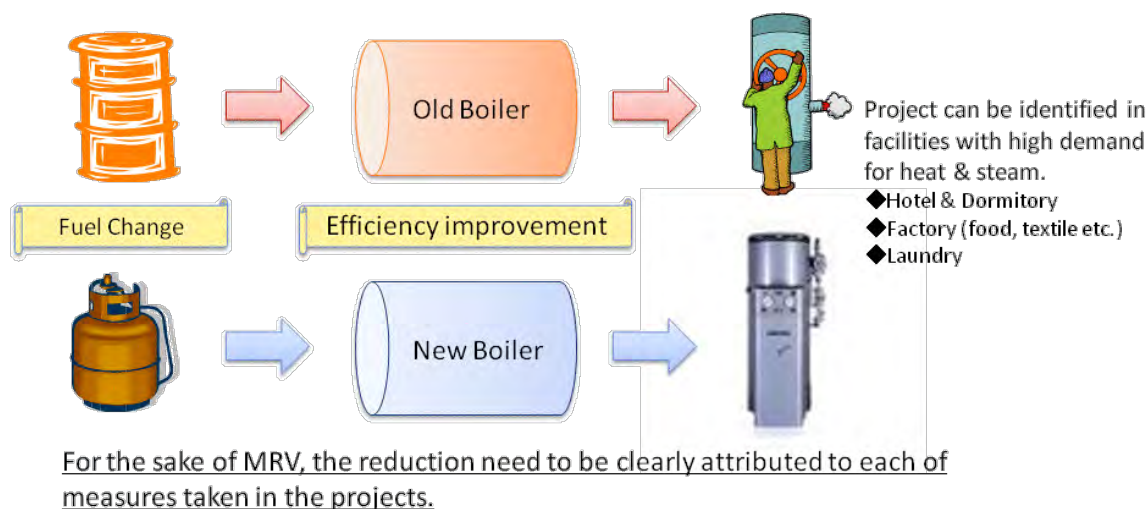 Old Boiler
Project can be identified in
facilities with high demand
for heat & steam.
◆Hotel & Dormitory
◆Factory (food, textile etc.)
◆Laundry
Fuel Change
Efficiency improvement
New Boiler
For the sake of MRV, the reduction need to be clearly attributed to each of
measures taken in the projects.